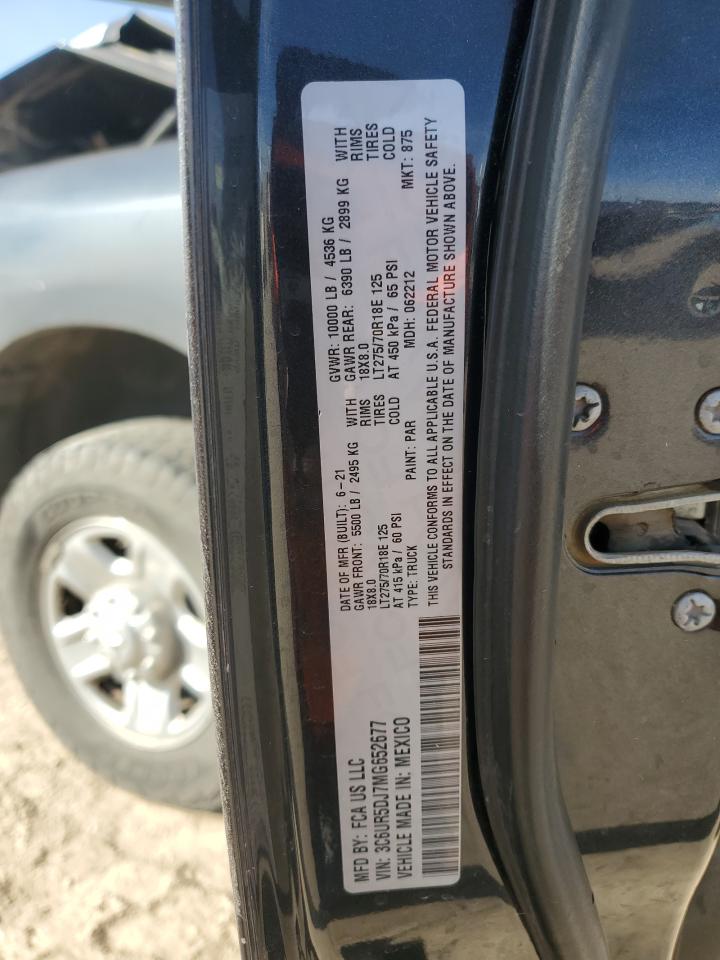 MFD BY: FCA US LLC
VIN: 3C6UR5DJ7MG652677
VEHICLE MADE IN: MEXICO
DATE OF MFR (BUILT): 6-21 GVWR: 10000 LB / 4536 KG
GAWR FRONT: 5500 LB / 2495 KG WITH GAWR REAR: 6390 LB / 2899 KG WITH
18X8.0 RIMS 18X8.0 RIMS
LT275/70R18E 125 TIRES LT275/70R18E 125 TIRES
AT 415 kPa / 60 PSI COLD AT 450 kPa / 65 PSI COLD
TYPE: TRUCK PAINT: PAR MDH: 062212 MKT: 875
THIS VEHICLE CONFORMS TO ALL APPLICABLE U.S.A. FEDERAL MOTOR VEHICLE SAFETY
STANDARDS IN EFFECT ON THE DATE OF MANUFACTURE SHOWN ABOVE.